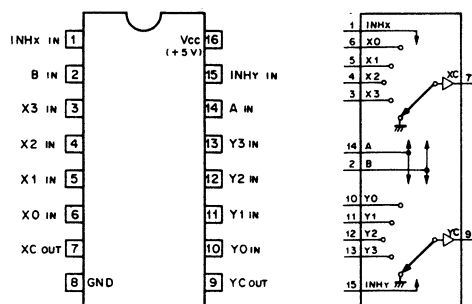 INHx IN 1
B IN 2
X3 IN 3
X2 IN 4
X1 IN 5
X0 IN 6
XC OUT 7
8 GND
Vcc 16
(+5V)
15 INHY IN
14 A IN
13 Y3 IN
12 Y2 IN
11 Y1 IN
10 Y0 IN
9 YC OUT
1 INHx
6 X0
5 X1
4 X2
3 X3
XC 7
14 A
2 B
10 Y0
11 Y1
12 Y2
13 Y3
YC 9
15 INHY